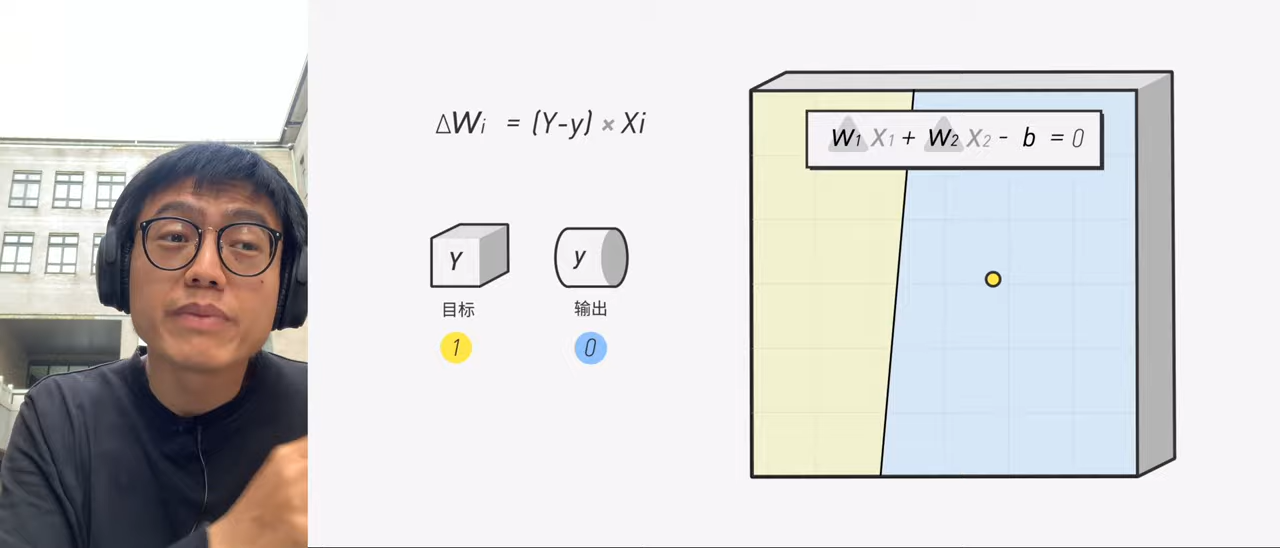 ΔWi = (Y-y) × Xi
W1 X1 + W2 X2 - b = 0
Y
y
目标
输出
1
0